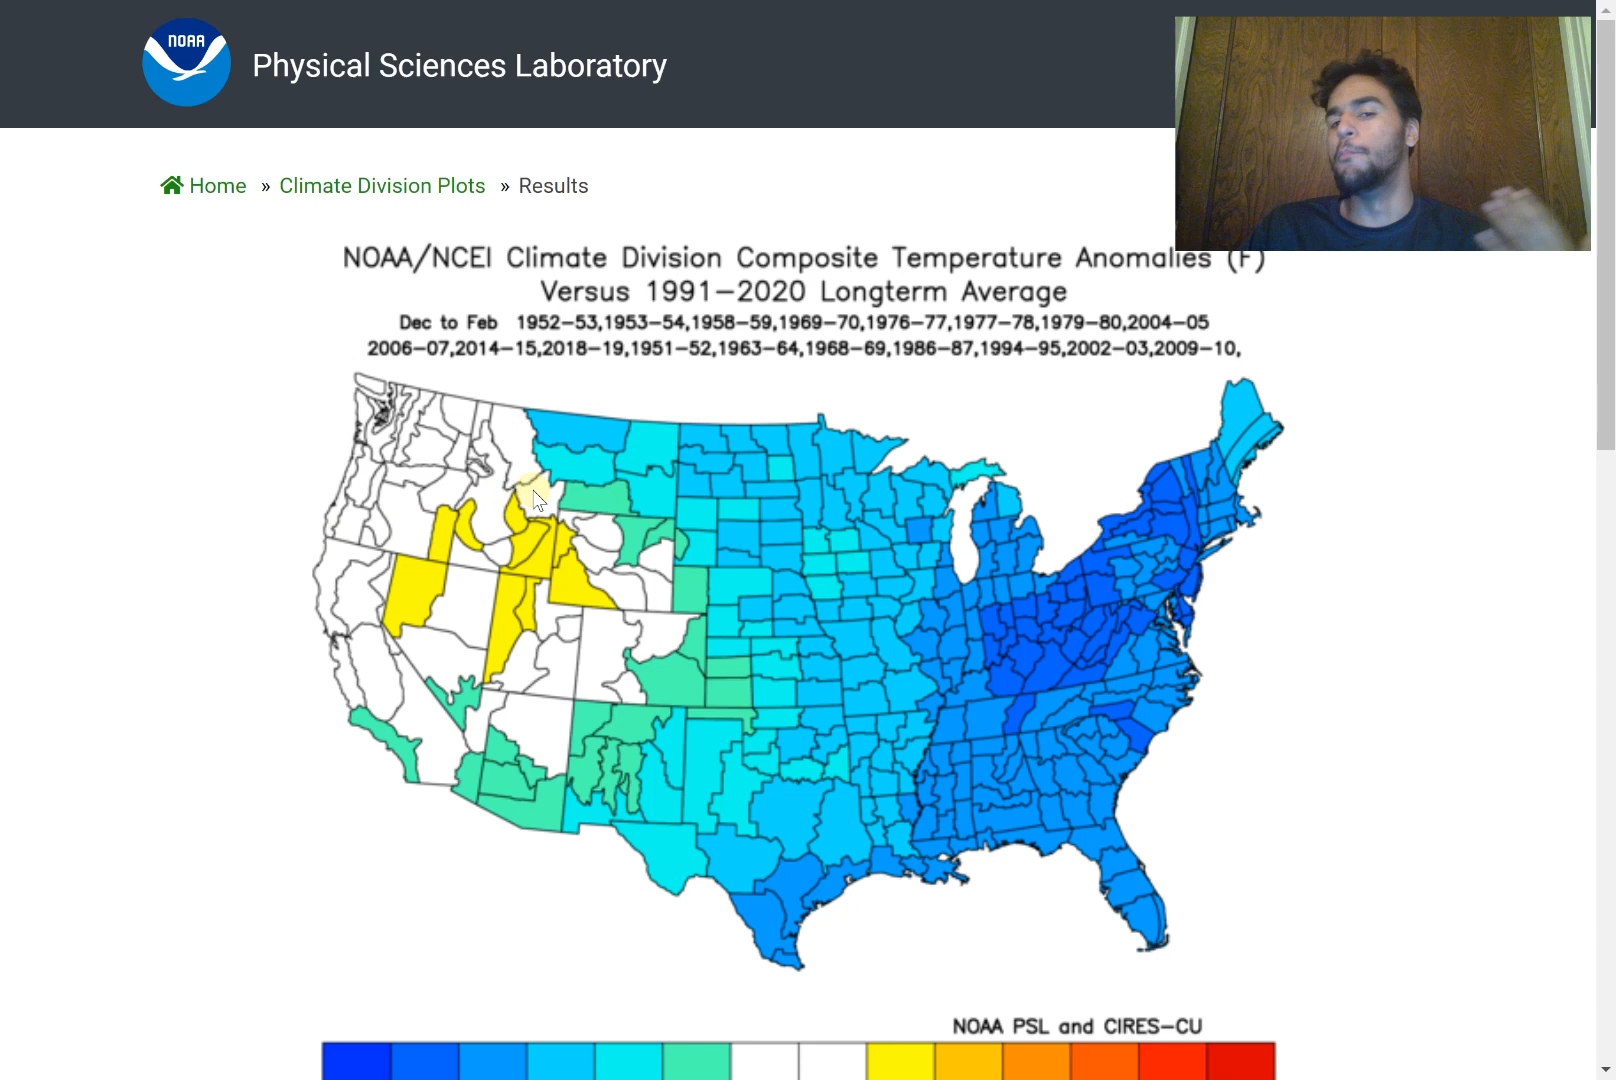 NOAA
Physical Sciences Laboratory
Home » Climate Division Plots » Results
NOAA/NCEI Climate Division Composite Temperature Anomalies (F)
Versus 1991-2020 Longterm Average
Dec to Feb 1952-53,1953-54,1958-59,1969-70,1976-77,1977-78,1979-80,2004-05
2006-07,2014-15,2018-19,1951-52,1963-64,1968-69,1986-87,1994-95,2002-03,2009-10,
NOAA PSL and CIRES-CU